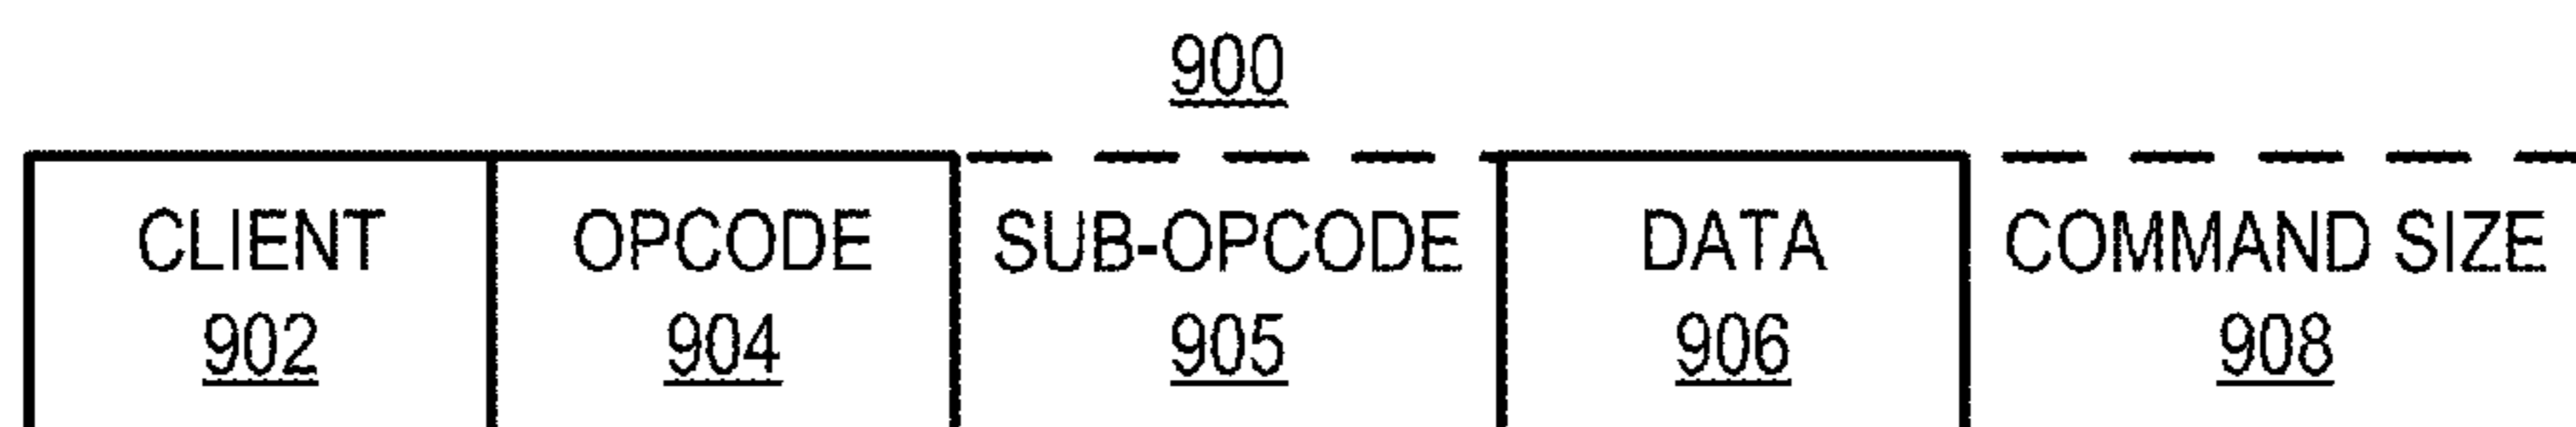 900
CLIENT OPCODE SUB-OPCODE DATA COMMAND SIZE
902 904 905 906 908